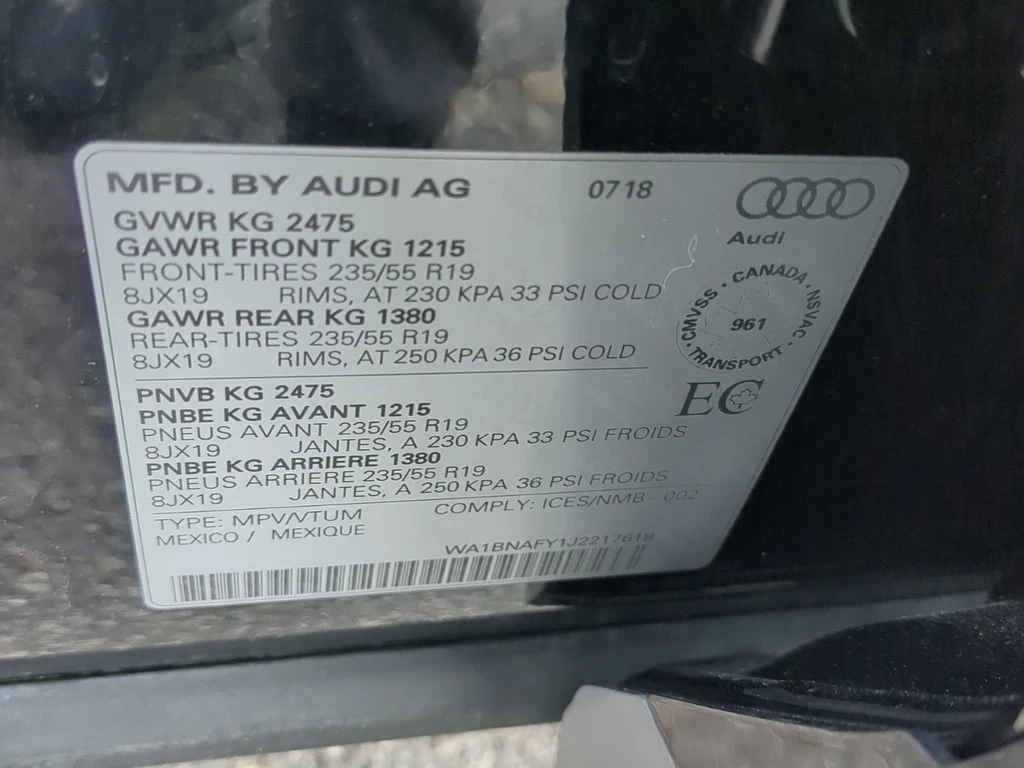 MFD. BY AUDI AG 0718
Audi
GVWR KG 2475
GAWR FRONT KG 1215
FRONT-TIRES 235/55 R19
8JX19 RIMS, AT 230 KPA 33 PSI COLD
GAWR REAR KG 1380
REAR-TIRES 235/55 R19
8JX19 RIMS, AT 250 KPA 36 PSI COLD
CANADA · NSVAC · TRANSPORT · CMVSS ·
961
PNVB KG 2475
PNBE KG AVANT 1215
PNEUS AVANT 235/55 R19
8JX19 JANTES, A 230 KPA 33 PSI FROIDS
PNBE KG ARRIERE 1380
PNEUS ARRIERE 235/55 R19
8JX19 JANTES, A 250 KPA 36 PSI FROIDS
EC
TYPE: MPV/VTUM COMPLY: ICES/NMB - 002
MEXICO / MEXIQUE
WA1BNAFY1J2217618